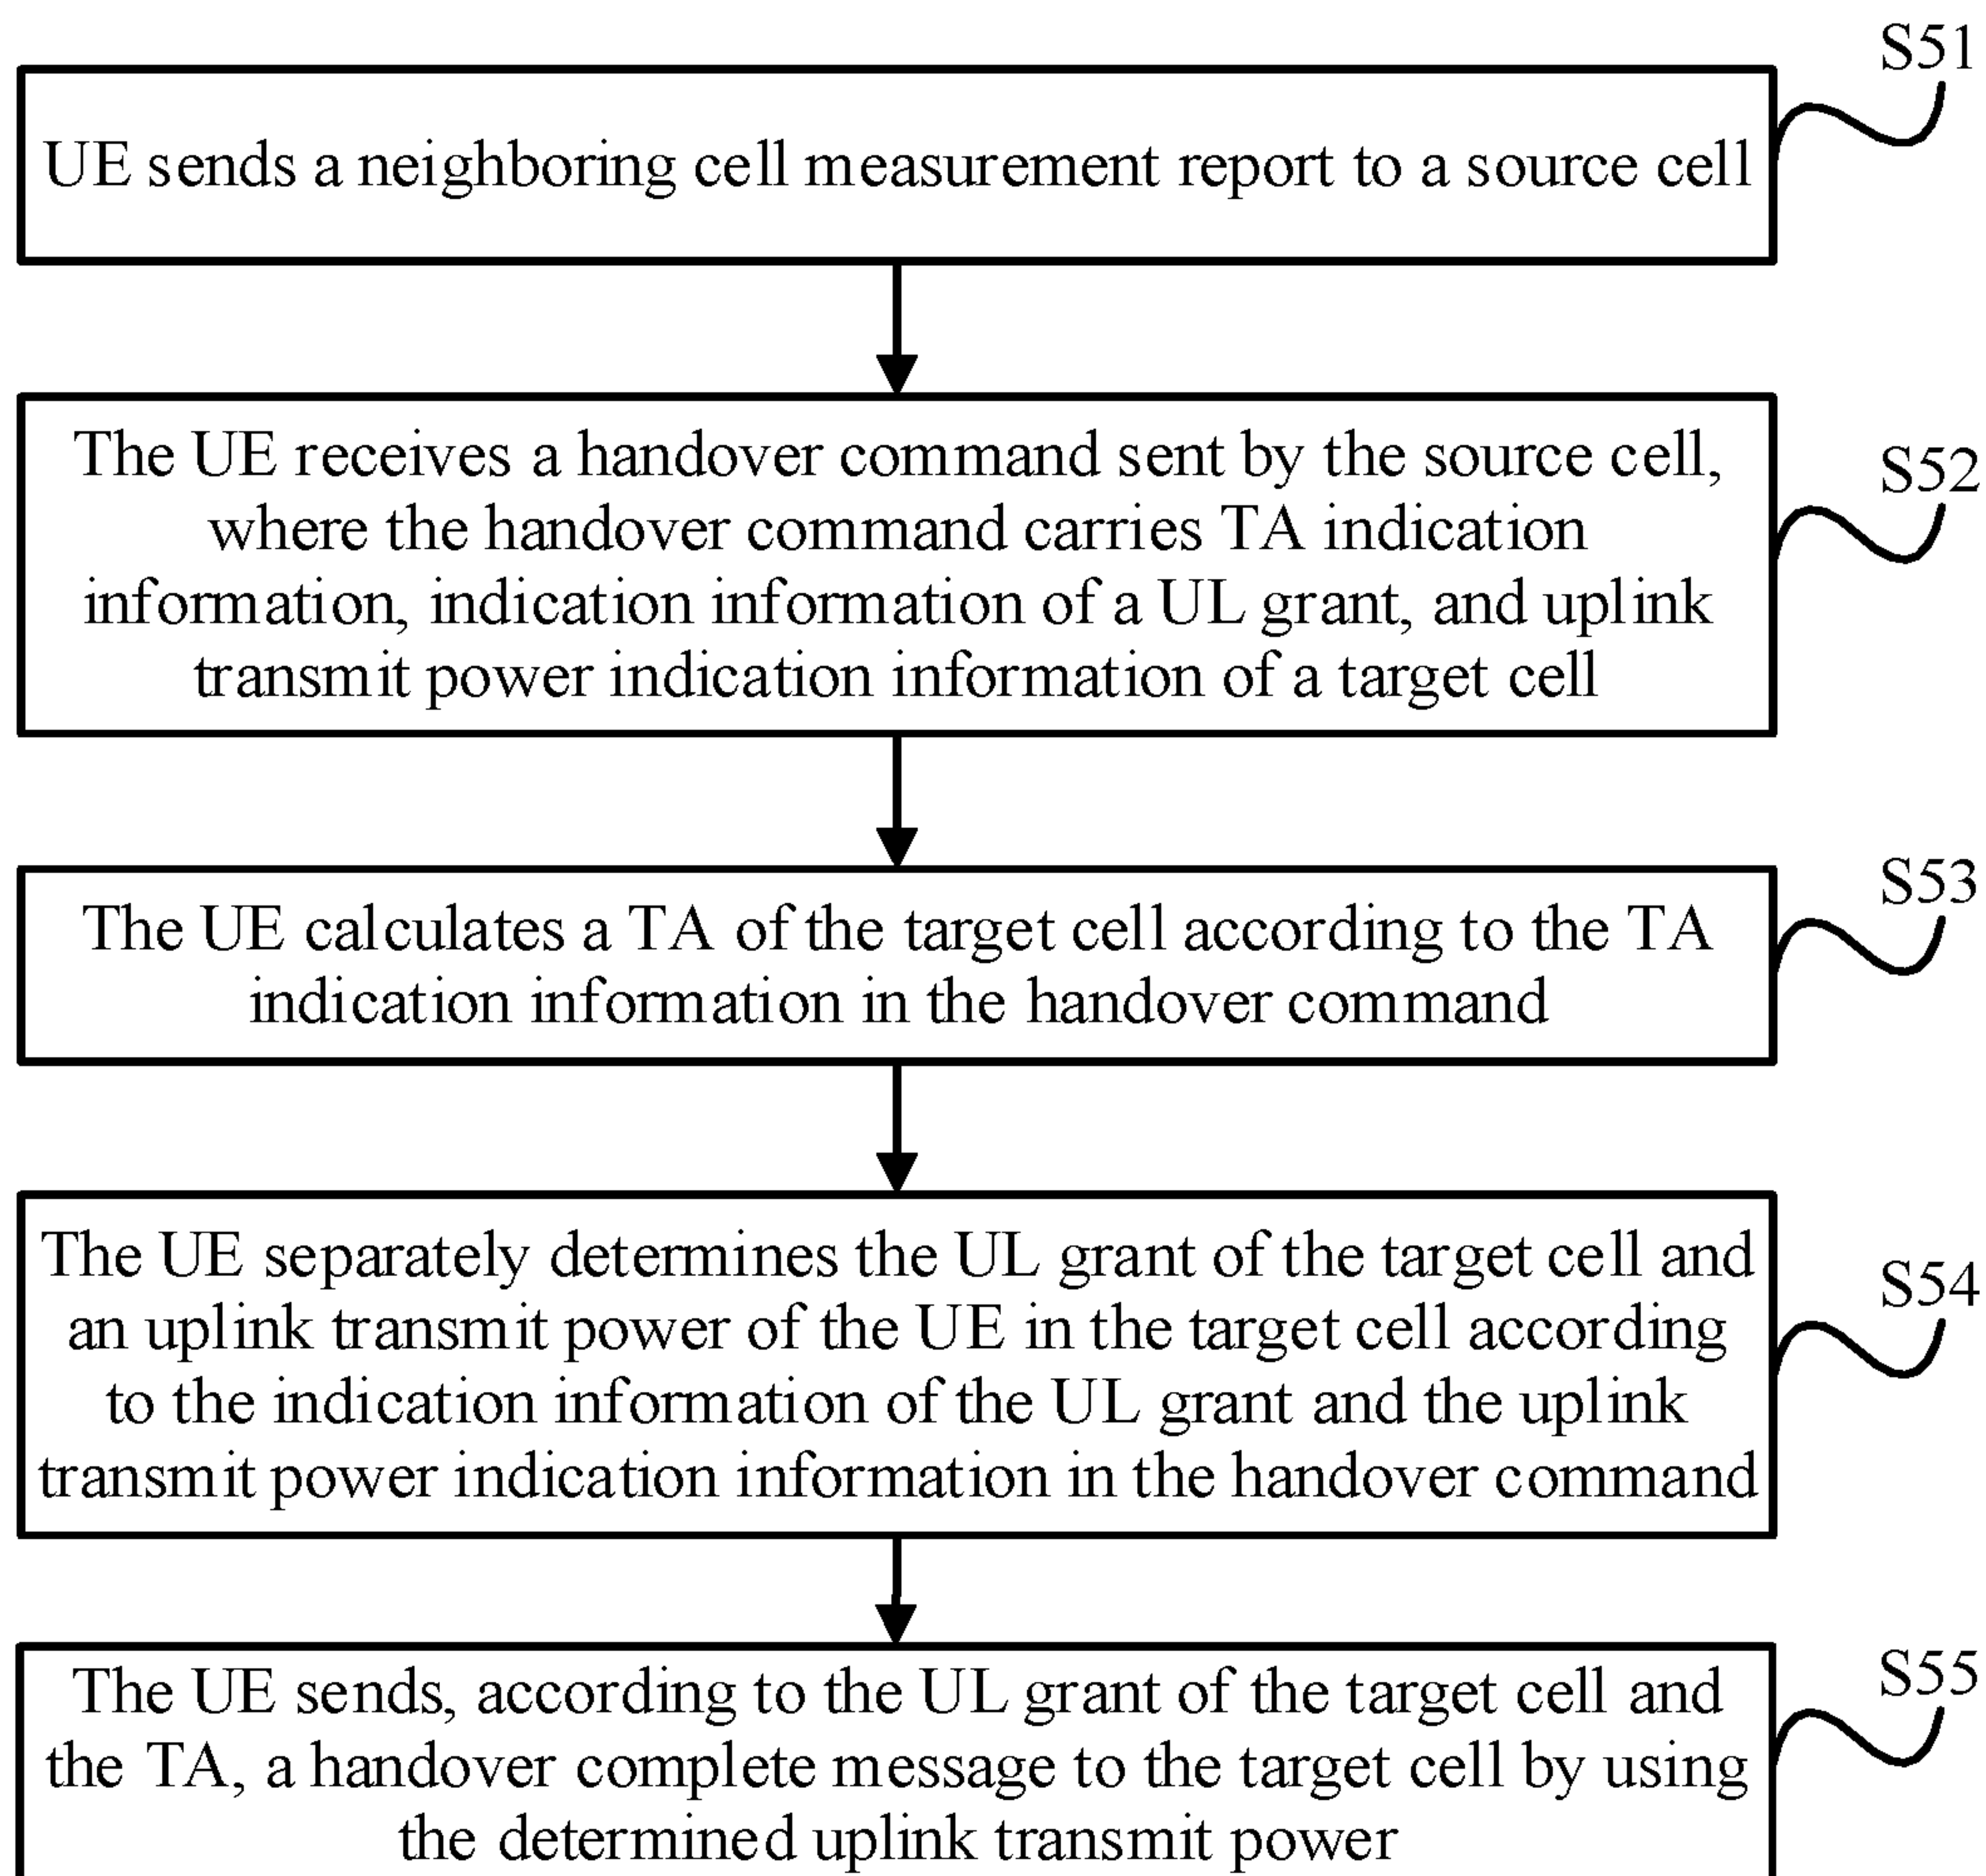 S51
UE sends a neighboring cell measurement report to a source cell
The UE receives a handover command sent by the source cell,
where the handover command carries TA indication
information, indication information of a UL grant, and uplink
transmit power indication information of a target cell
S52
The UE calculates a TA of the target cell according to the TA
indication information in the handover command
S53
The UE separately determines the UL grant of the target cell and
an uplink transmit power of the UE in the target cell according
to the indication information of the UL grant and the uplink
transmit power indication information in the handover command
S54
The UE sends, according to the UL grant of the target cell and
the TA, a handover complete message to the target cell by using
the determined uplink transmit power
S55